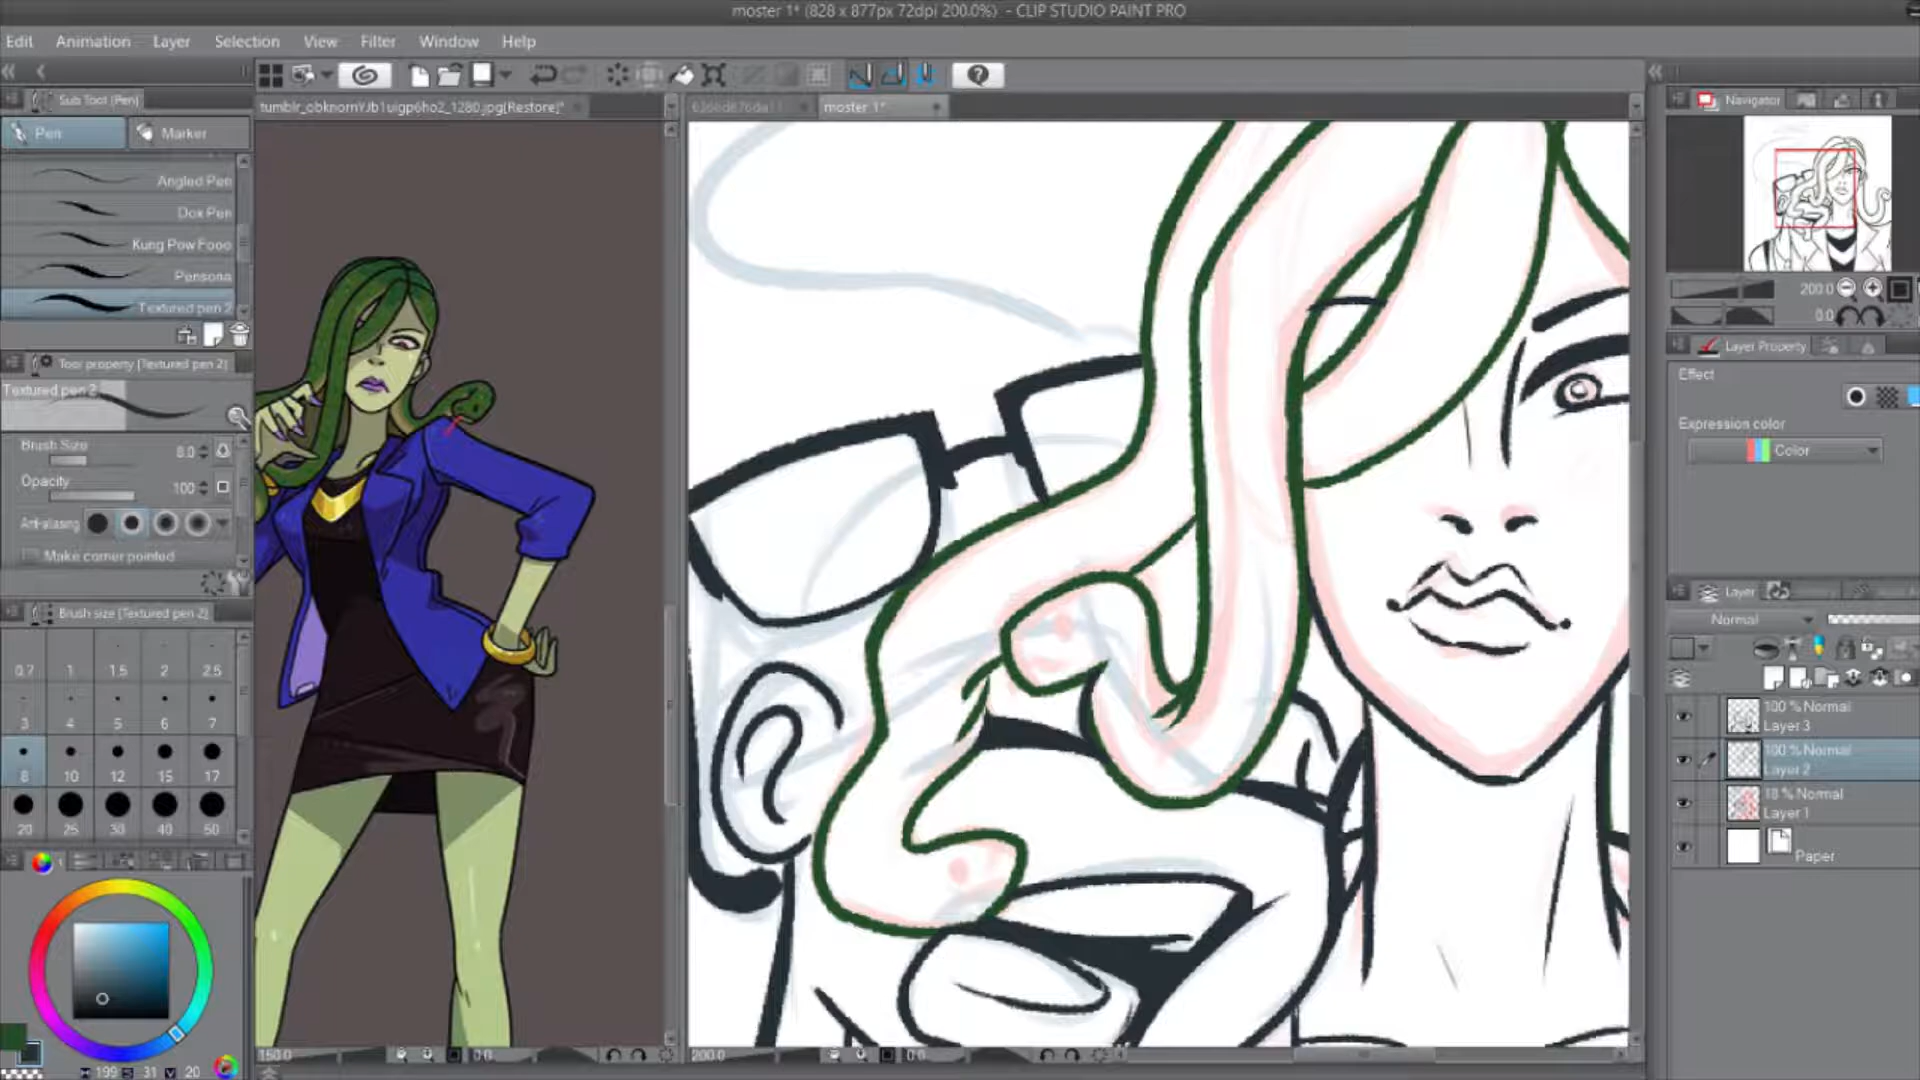 moster 1* (828 x 877px 72dpi 200.0%) - CLIP STUDIO PAINT PRO
Edit Animation Layer Selection View Filter Window Help
Sub Tool (Pen)
Pen Marker
Angled Pen
Dox Pen
Kung Pow Fooo
Pensona
Textured pen 2
Tool property (Textured pen 2)
Textured pen 2
Brush Size 8.0
Opacity 100
Anti-aliasing
Make corner pointed
Brush size [Textured pen 2]
0.7 1 1.5 2 2.5
3 4 5 6 7
8 10 12 15 17
20 25 30 40 50
199 S 31 V 20
moster 1*
150.0 0.0
200.0 0.0
Navigator
200.0
0.0
Layer Property
Effect
Expression color
Color
Layer
Normal
100 % Normal
Layer 3
100 % Normal
Layer 2
18 % Normal
Layer 1
Paper